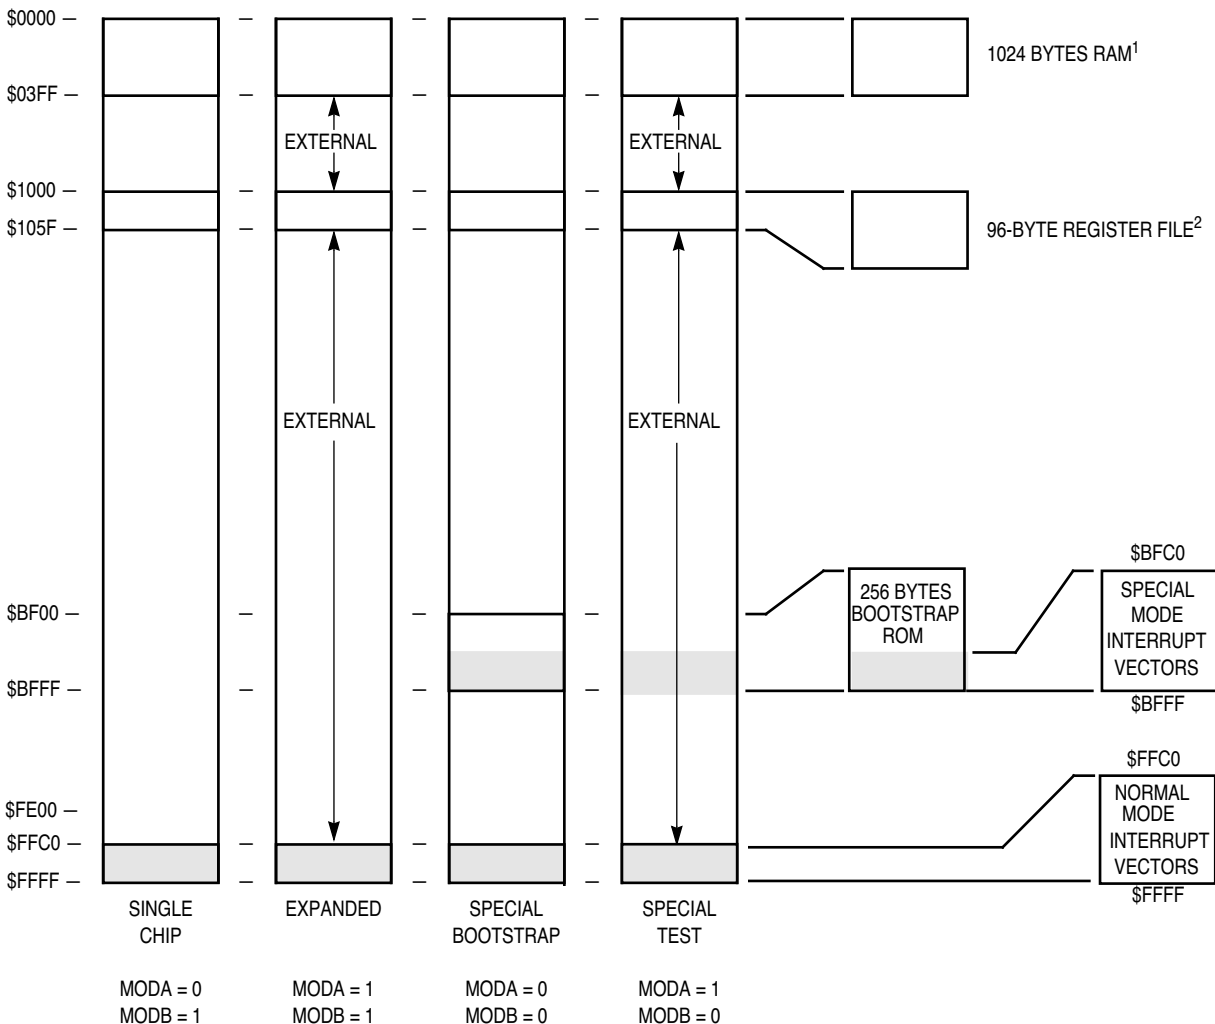 $0000
1024 BYTES RAM1
$03FF
EXTERNAL
EXTERNAL
$1000
$105F
96-BYTE REGISTER FILE2
EXTERNAL
EXTERNAL
$BF00
$BFFF
256 BYTES
BOOTSTRAP
ROM
$BFC0
SPECIAL
MODE
INTERRUPT
VECTORS
$BFFF
$FE00
$FFC0
$FFFF
$FFC0
NORMAL
MODE
INTERRUPT
VECTORS
$FFFF
SINGLE
CHIP
EXPANDED
SPECIAL
BOOTSTRAP
SPECIAL
TEST
MODA = 0
MODB = 1
MODA = 1
MODB = 1
MODA = 0
MODB = 0
MODA = 1
MODB = 0